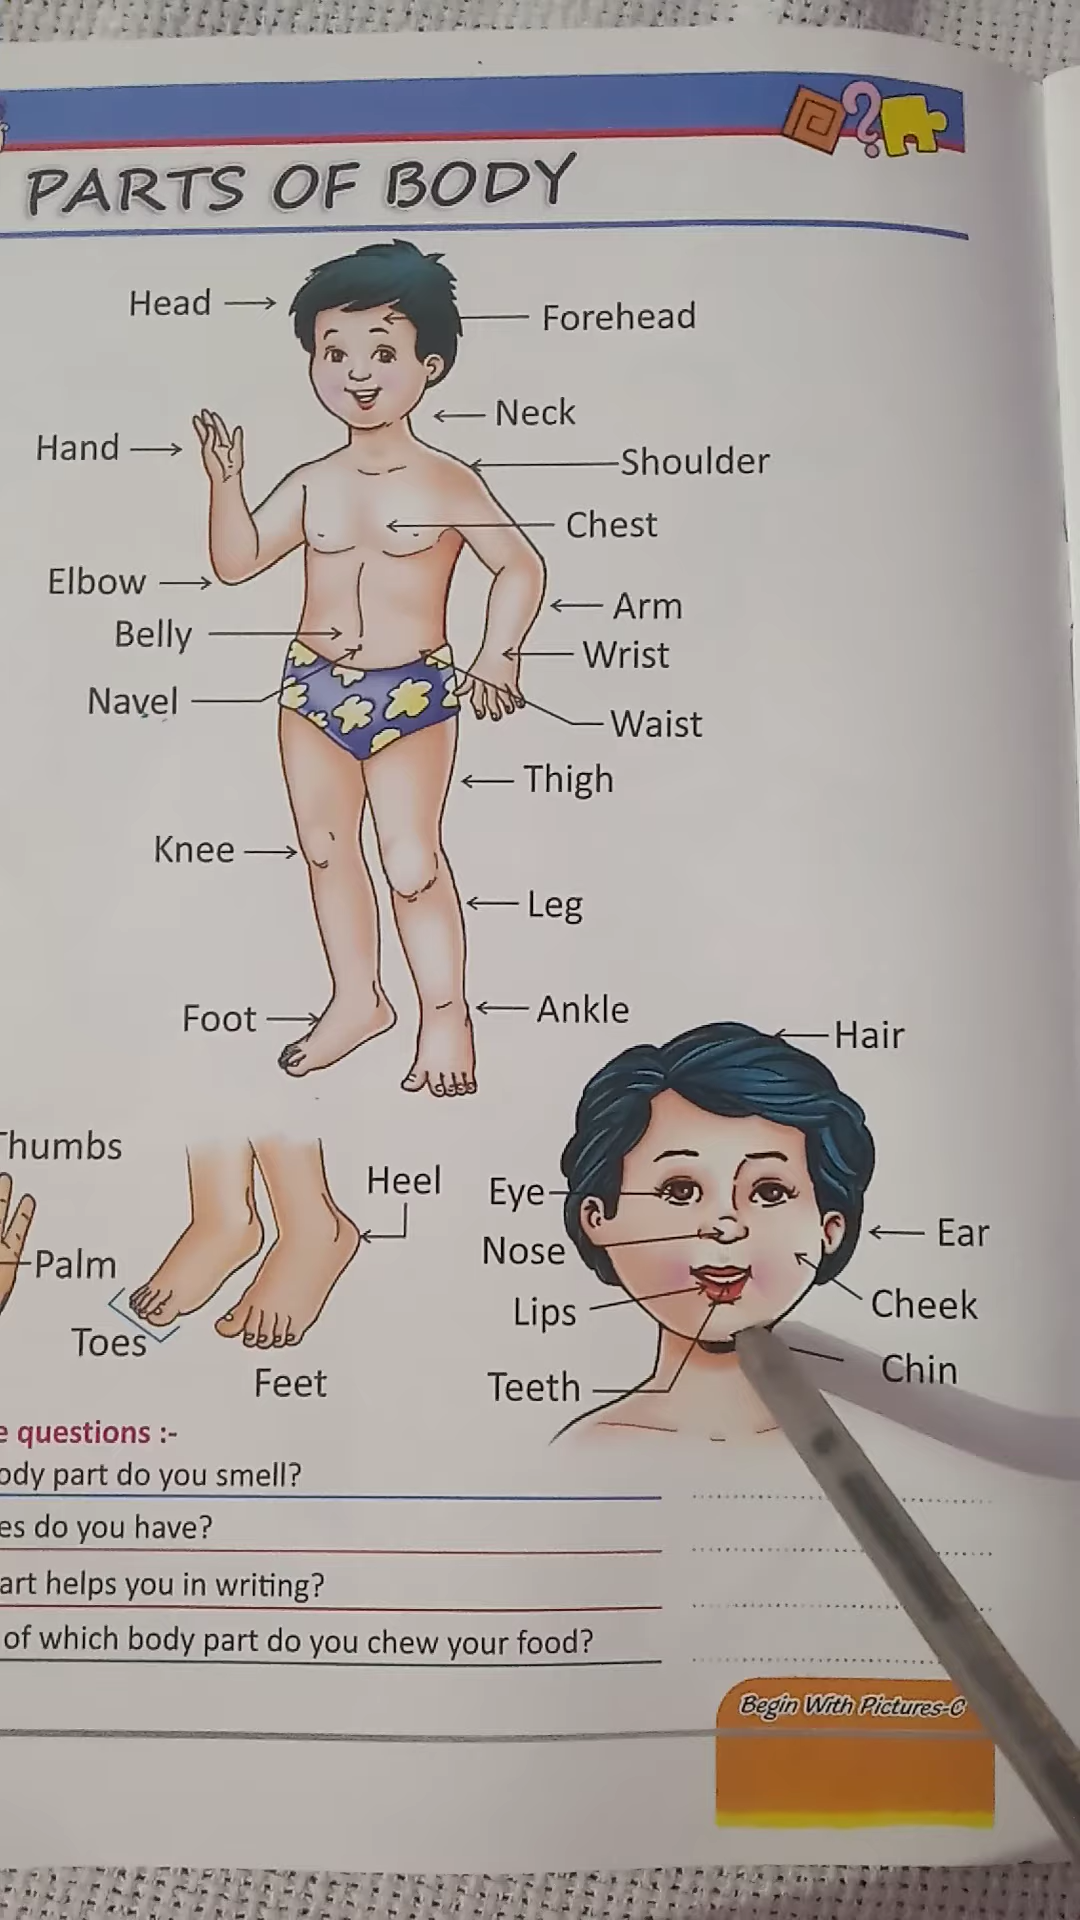 PARTS OF BODY
Head
Forehead
Neck
Hand
Shoulder
Chest
Elbow
Arm
Belly
Wrist
Navel
Waist
Thigh
Knee
Leg
Foot
Ankle
Hair
Thumbs
Heel
Eye
Ear
Nose
Palm
Cheek
Lips
Toes
Chin
Feet
Teeth
e questions :-
ody part do you smell?
es do you have?
art helps you in writing?
of which body part do you chew your food?
Begin With Pictures-C